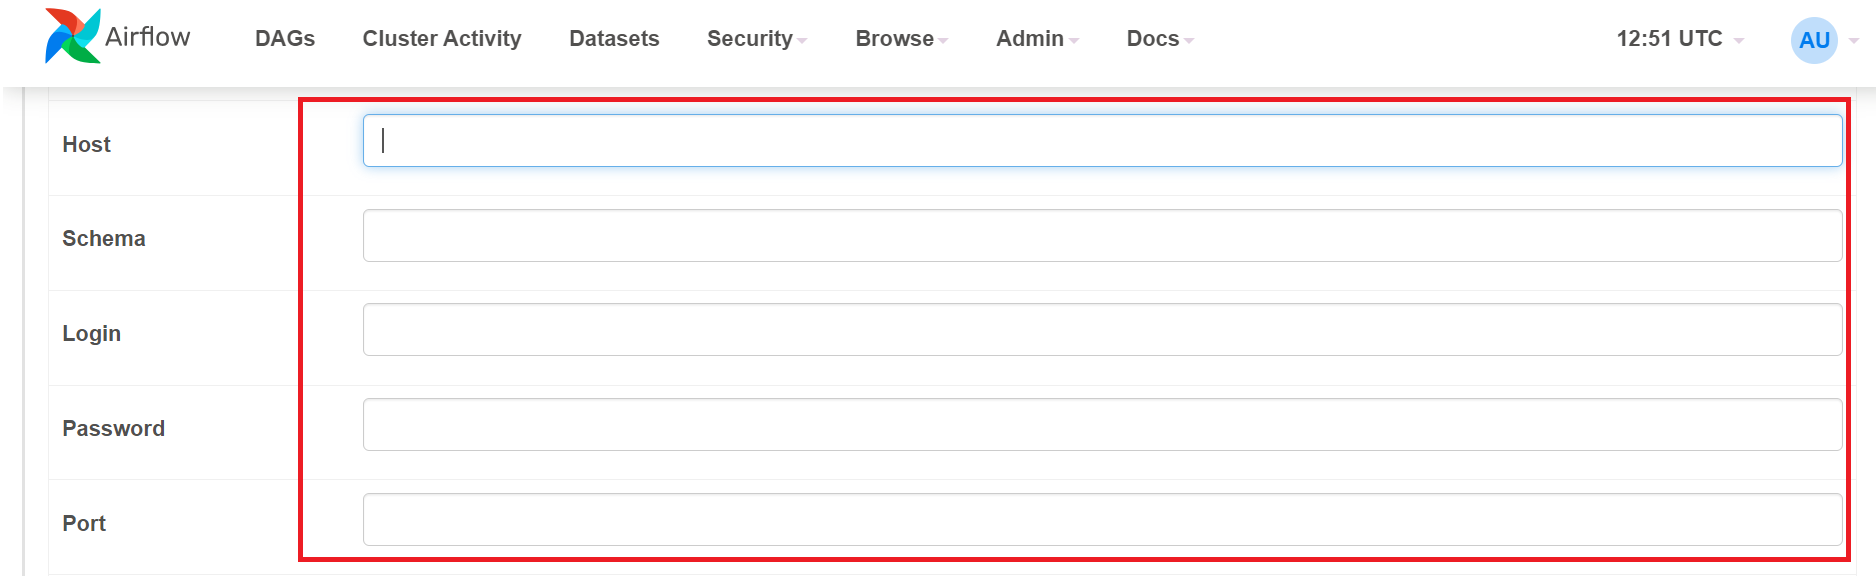 Airflow DAGs Cluster Activity Datasets Security Browse Admin Docs 12:51 UTC AU
Host
Schema
Login
Password
Port